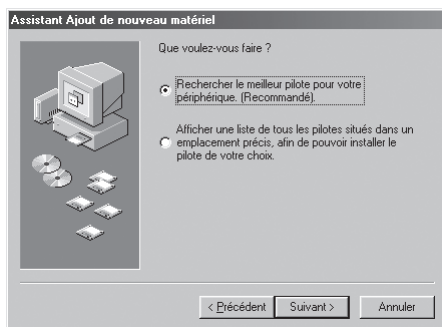 Assistant Ajout de nouveau matériel
Que voulez-vous faire ?
Rechercher le meilleur pilote pour votre
périphérique. (Recommandé).
Afficher une liste de tous les pilotes situés dans un
emplacement précis, afin de pouvoir installer le
pilote de votre choix.
< Précédent Suivant > Annuler